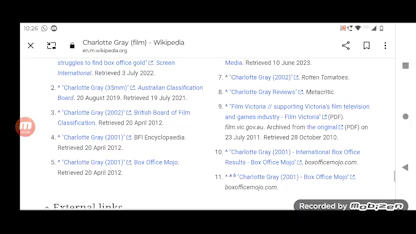 10:26
Charlotte Gray (film) - Wikipedia
en.m.wikipedia.org
struggles to find box office gold". Screen
International. Retrieved 3 July 2022.
2. ^ "Charlotte Gray (35mm)". Australian Classification
Board. 20 August 2019. Retrieved 19 July 2021.
3. ^ "Charlotte Gray (2002)". British Board of Film
Classification. Retrieved 20 April 2012.
4. ^ "Charlotte Gray (2001)". BFI Encyclopaedia.
Retrieved 20 April 2012.
5. ^ "Charlotte Gray (2001)". Box Office Mojo.
Retrieved 20 April 2012.
Media. Retrieved 10 June 2023.
7. ^ "Charlotte Gray (2002)". Rotten Tomatoes.
8. ^ "Charlotte Gray Reviews". Metacritic.
9. ^ "Film Victoria // supporting Victoria's film television
and games industry - Film Victoria" (PDF).
film.vic.gov.au. Archived from the original (PDF) on
23 July 2011. Retrieved 28 October 2010.
10. ^ "Charlotte Gray (2001) - International Box Office
Results - Box Office Mojo". boxofficemojo.com.
11. ^ a b "Charlotte Gray (2001) - Box Office Mojo".
boxofficemojo.com.
External links
Recorded by MOBIZEN